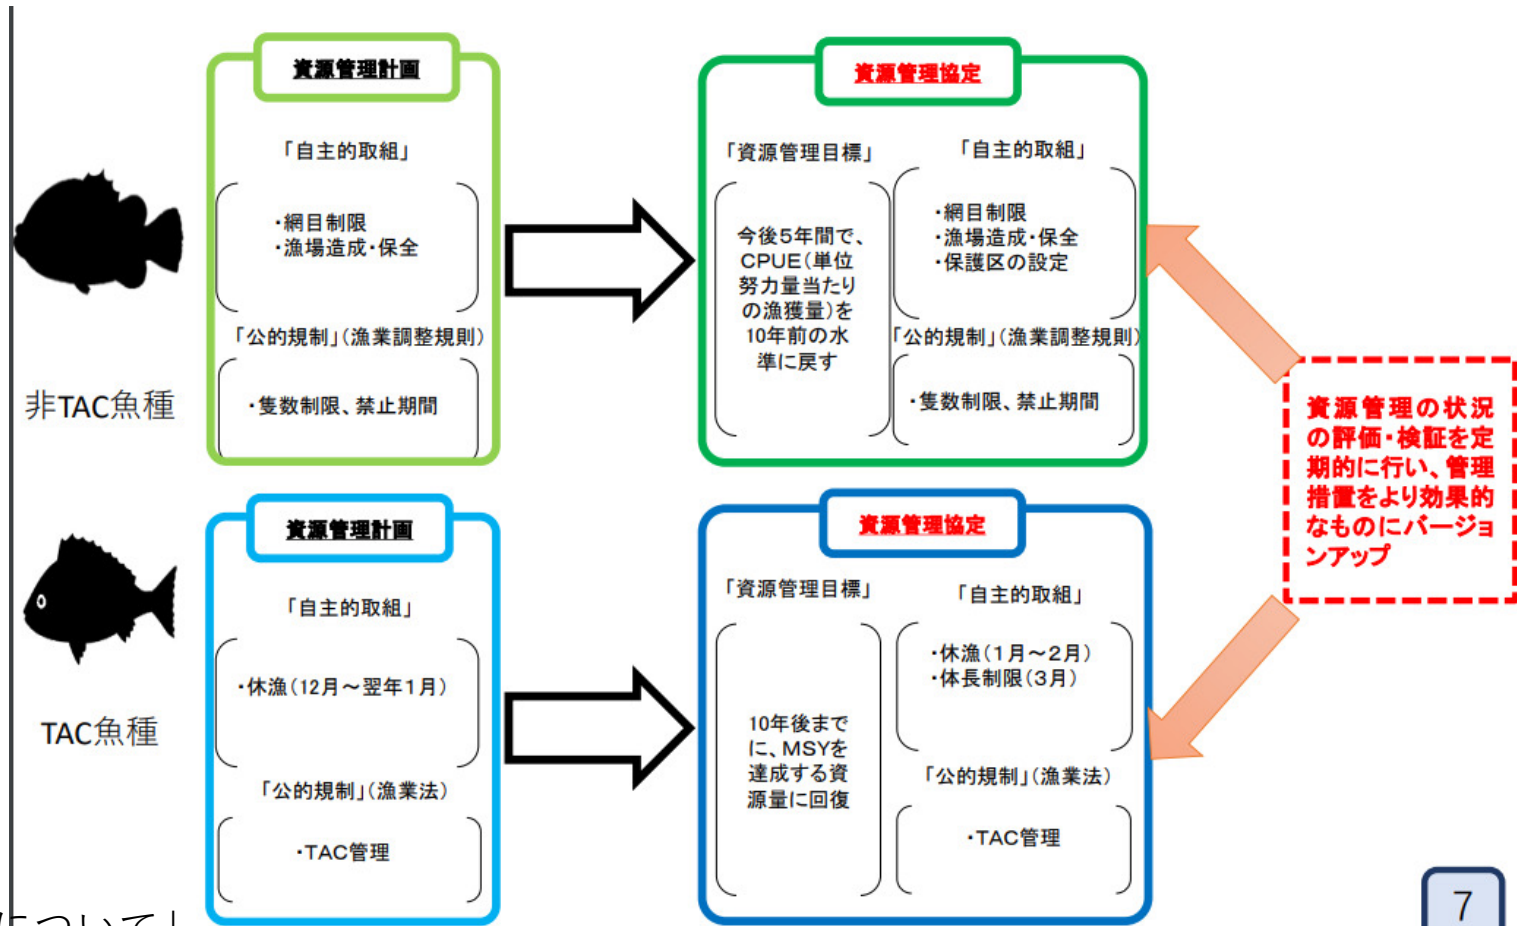 資源管理計画
「自主的取組」
・網目制限
・漁場造成・保全
「公的規制」（漁業調整規則）
・隻数制限、禁止期間
非TAC魚種
資源管理協定
「資源管理目標」
今後5年間で、
CPUE（単位
努力量当たり
の漁獲量）を
10年前の水
準に戻す
「自主的取組」
・網目制限
・漁場造成・保全
・保護区の設定
「公的規制」（漁業調整規則）
・隻数制限、禁止期間
資源管理の状況
の評価・検証を定
期的に行い、管理
措置をより効果的
なものにバージョ
ンアップ
資源管理計画
「自主的取組」
・休漁（12月～翌年1月）
「公的規制」（漁業法）
・TAC管理
TAC魚種
資源管理協定
「資源管理目標」
10年後まで
に、MSYを
達成する資
源量に回復
「自主的取組」
・休漁（1月～2月）
・体長制限（3月）
「公的規制」（漁業法）
・TAC管理
7
について」